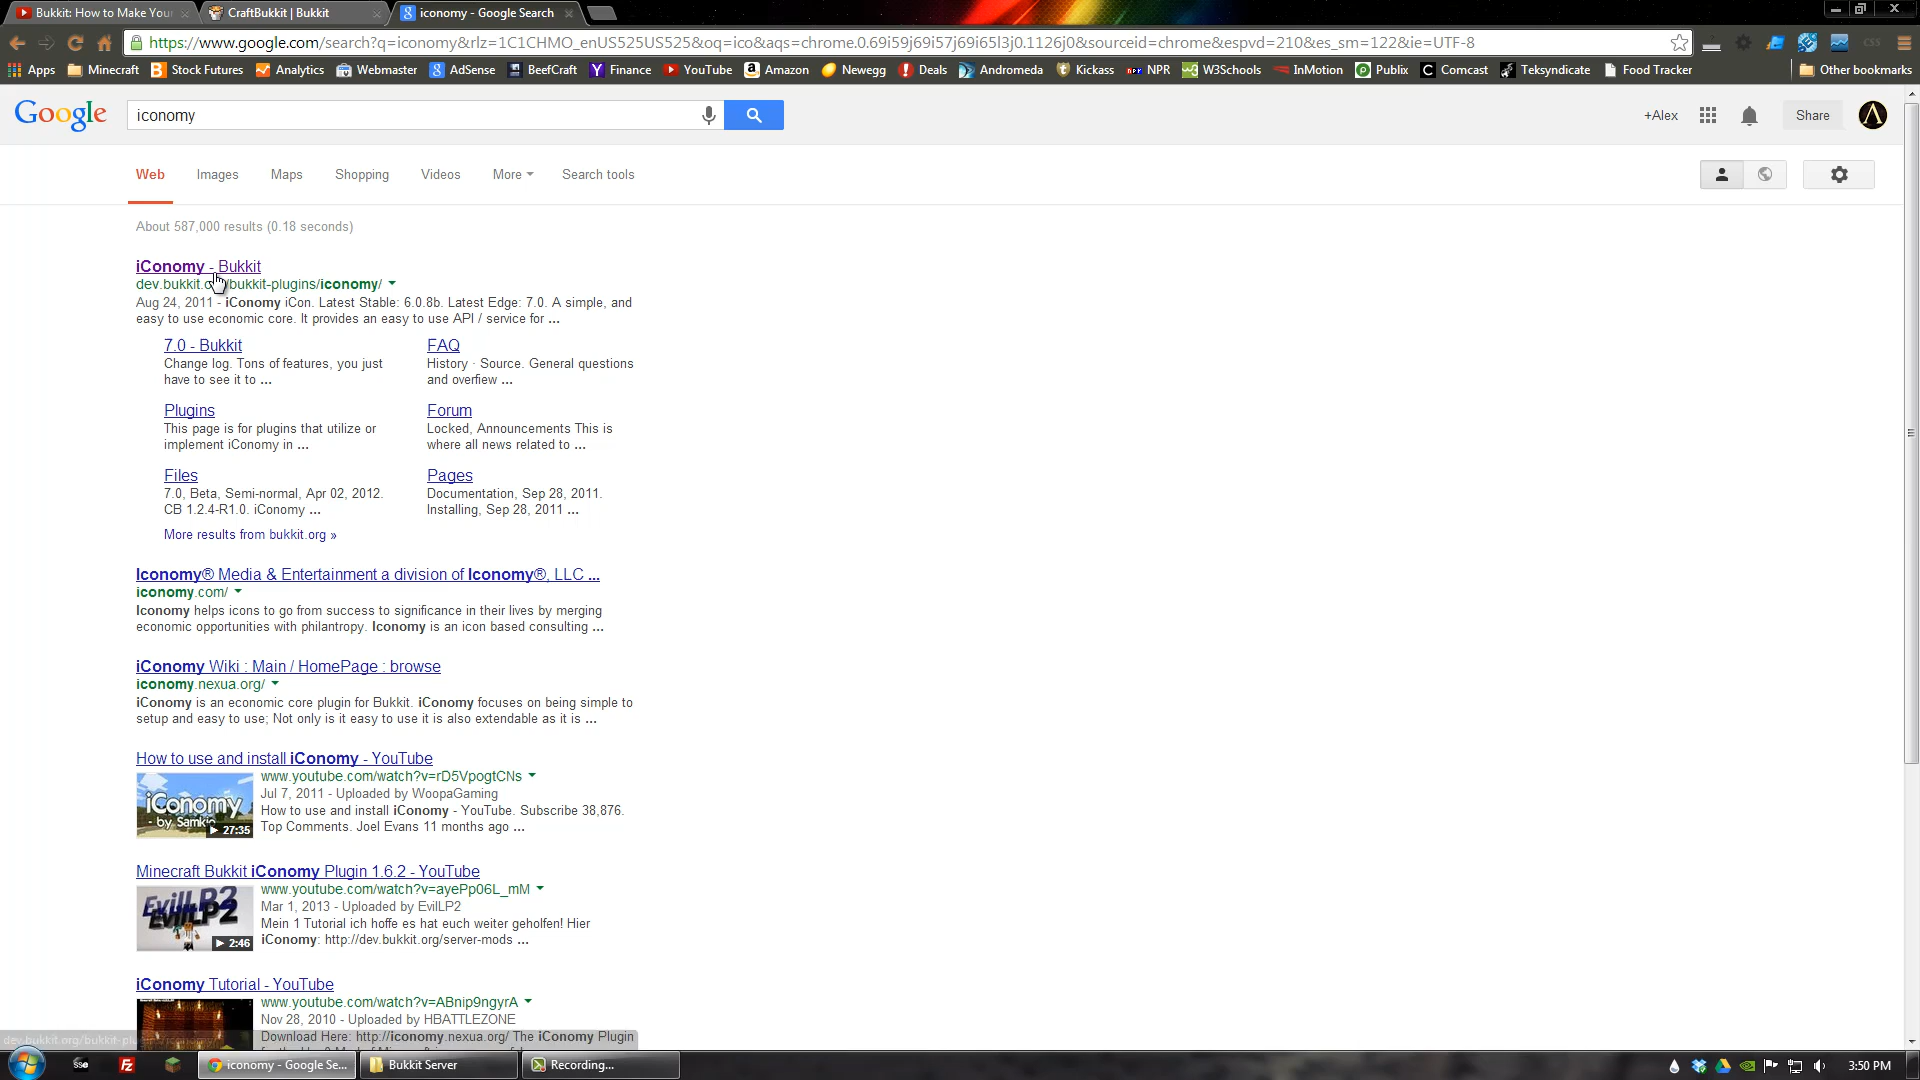 Bukkit: How to Make Your
CraftBukkit | Bukkit
iconomy - Google Search
https://www.google.com/search?q=iconomy&rlz=1C1CHMO_enUS525US525&oq=ico&aqs=chrome.0.69i59j69i57j69i65l3j0.1126j0&sourceid=chrome&espvd=210&es_sm=122&ie=UTF-8
Apps Minecraft Stock Futures Analytics Webmaster AdSense BeefCraft Finance YouTube Amazon Newegg Deals Andromeda Kickass NPR W3Schools InMotion Publix Comcast Teksyndicate Food Tracker Other bookmarks
Google iconomy +Alex Share
Web Images Maps Shopping Videos More Search tools
About 587,000 results (0.18 seconds)
iConomy - Bukkit
dev.bukkit.o /bukkit-plugins/iconomy/
Aug 24, 2011 - iConomy iCon. Latest Stable: 6.0.8b. Latest Edge: 7.0. A simple, and
easy to use economic core. It provides an easy to use API / service for ...
7.0 - Bukkit
Change log. Tons of features, you just
have to see it to ...
FAQ
History · Source. General questions
and overfiew ...
Plugins
This page is for plugins that utilize or
implement iConomy in ...
Forum
Locked, Announcements This is
where all news related to ...
Files
7.0, Beta, Semi-normal, Apr 02, 2012.
CB 1.2.4-R1.0. iConomy ...
Pages
Documentation, Sep 28, 2011.
Installing, Sep 28, 2011 ...
More results from bukkit.org »
Iconomy® Media & Entertainment a division of Iconomy®, LLC ...
iconomy.com/
Iconomy helps icons to go from success to significance in their lives by merging
economic opportunities with philantropy. Iconomy is an icon based consulting ...
iConomy Wiki : Main / HomePage : browse
iconomy.nexua.org/
iConomy is an economic core plugin for Bukkit. iConomy focuses on being simple to
setup and easy to use; Not only is it easy to use it is also extendable as it is ...
How to use and install iConomy - YouTube
iConomy
- by Samkio
27:35
www.youtube.com/watch?v=rD5VpogtCNs
Jul 7, 2011 - Uploaded by WoopaGaming
How to use and install iConomy - YouTube. Subscribe 38,876.
Top Comments. Joel Evans 11 months ago ...
Minecraft Bukkit iConomy Plugin 1.6.2 - YouTube
EvilLP2
2:46
www.youtube.com/watch?v=ayePp06L_mM
Mar 1, 2013 - Uploaded by EvilLP2
Mein 1 Tutorial ich hoffe es hat euch weiter geholfen! Hier
iConomy: http://dev.bukkit.org/server-mods ...
iConomy Tutorial - YouTube
www.youtube.com/watch?v=ABnip9ngyrA
Nov 28, 2010 - Uploaded by HBATTLEZONE
Download Here: http://iconomy.nexua.org/ The iConomy Plugin
iconomy - Google Se... Bukkit Server Recording... 3:50 PM